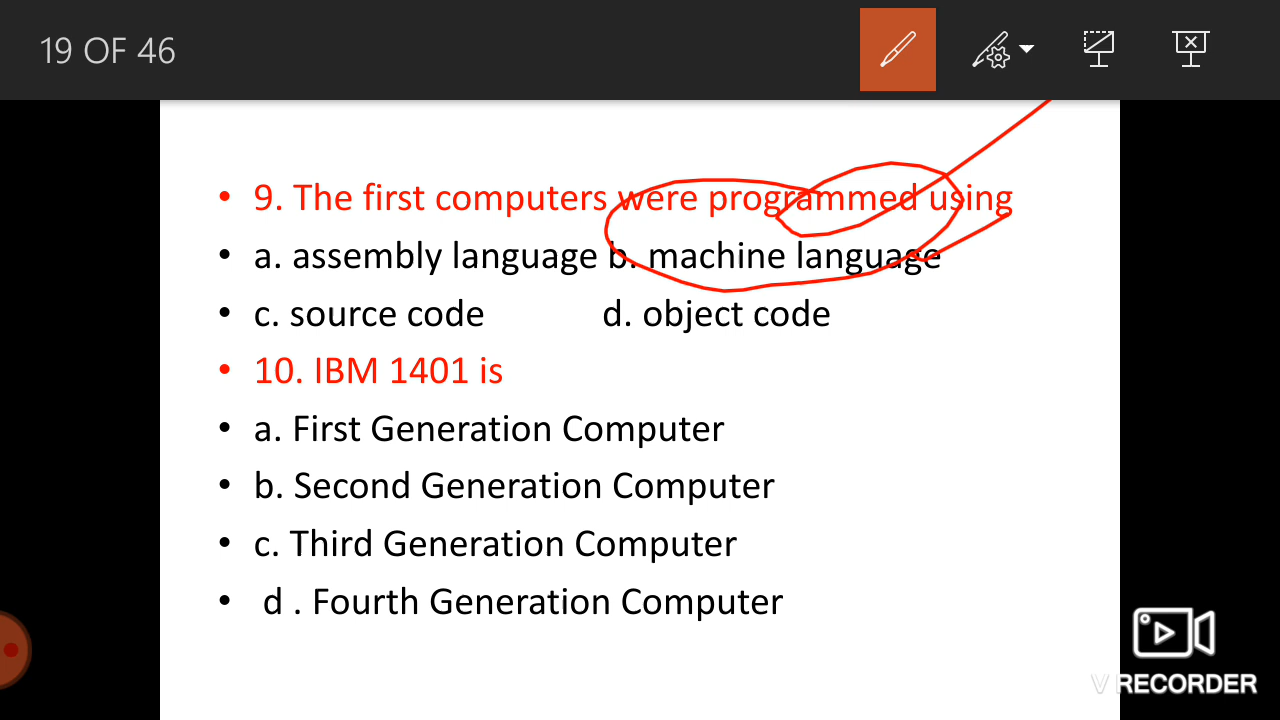 19 OF 46
• 9. The first computers were programmed using
• a. assembly language b. machine language
• c. source code d. object code
• 10. IBM 1401 is
• a. First Generation Computer
• b. Second Generation Computer
• c. Third Generation Computer
• d . Fourth Generation Computer
V RECORDER